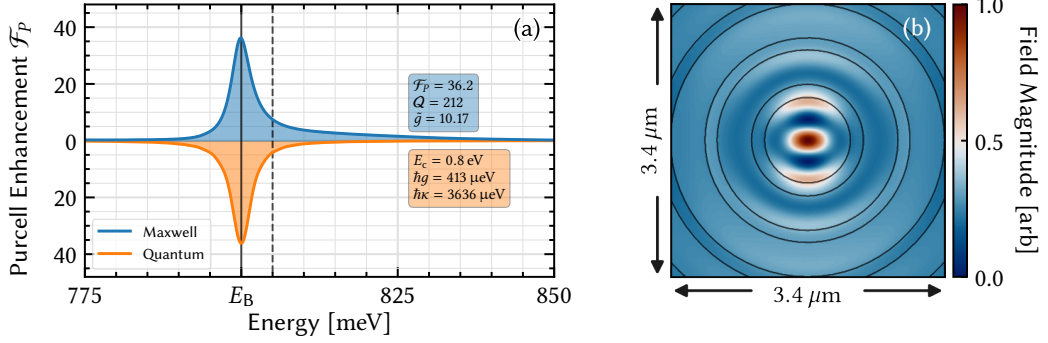 (a)
Purcell Enhancement ℱ_P
40
20
0
20
40
ℱ_P = 36.2
Q = 212
g̃ = 10.17
E_c = 0.8 eV
ħg = 413 µeV
ħκ = 3636 µeV
Maxwell
Quantum
775
E_B
825
850
Energy [meV]
(b)
3.4 µm
3.4 µm
1.0
0.5
0.0
Field Magnitude [arb]